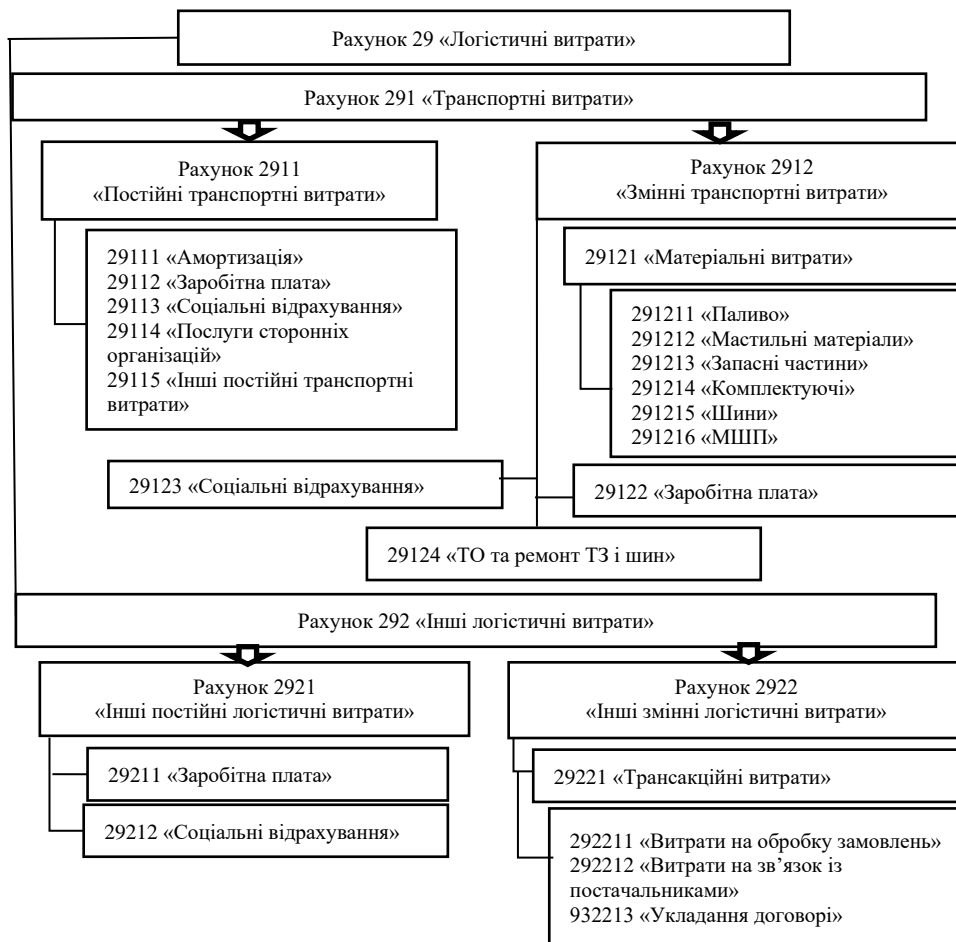 Рахунок 29 «Логістичні витрати»
Рахунок 291 «Транспортні витрати»
Рахунок 2911
«Постійні транспортні витрати»
Рахунок 2912
«Змінні транспортні витрати»
29111 «Амортизація»
29112 «Заробітна плата»
29113 «Соціальні відрахування»
29114 «Послуги сторонніх
організацій»
29115 «Інші постійні транспортні
витрати»
29121 «Матеріальні витрати»
291211 «Паливо»
291212 «Мастильні матеріали»
291213 «Запасні частини»
291214 «Комплектуючі»
291215 «Шини»
291216 «МШП»
29123 «Соціальні відрахування»
29122 «Заробітна плата»
29124 «ТО та ремонт ТЗ і шин»
Рахунок 292 «Інші логістичні витрати»
Рахунок 2921
«Інші постійні логістичні витрати»
Рахунок 2922
«Інші змінні логістичні витрати»
29211 «Заробітна плата»
29212 «Соціальні відрахування»
29221 «Трансакційні витрати»
292211 «Витрати на обробку замовлень»
292212 «Витрати на зв’язок із
постачальниками»
932213 «Укладання договорі»